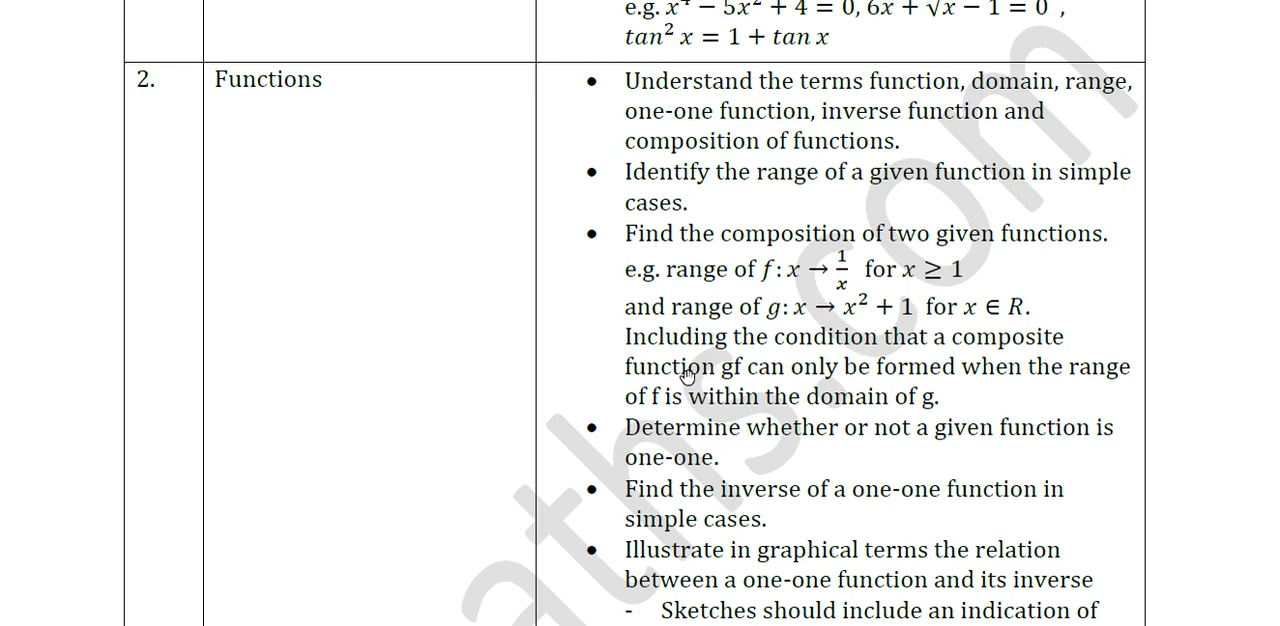 e.g. x⁴ − 5x² + 4 = 0, 6x + √x − 1 = 0 ,
tan² x = 1 + tan x
2.
Functions
• Understand the terms function, domain, range,
one-one function, inverse function and
composition of functions.
• Identify the range of a given function in simple
cases.
• Find the composition of two given functions.
e.g. range of f: x → 1/x for x ≥ 1
and range of g: x → x² + 1 for x ∈ R.
Including the condition that a composite
function gf can only be formed when the range
of f is within the domain of g.
• Determine whether or not a given function is
one-one.
• Find the inverse of a one-one function in
simple cases.
• Illustrate in graphical terms the relation
between a one-one function and its inverse
- Sketches should include an indication of
aths.com